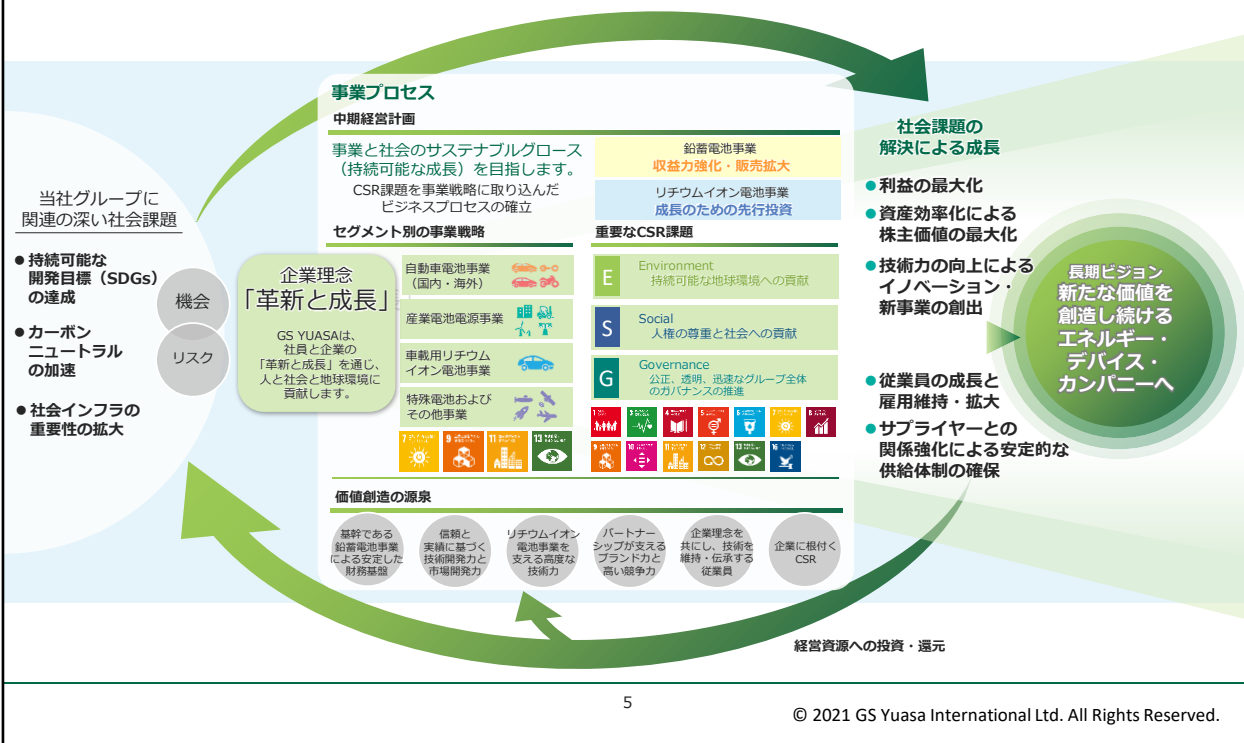 当社グループに
関連の深い社会課題
●持続可能な
開発目標(SDGs)
の達成
●カーボン
ニュートラル
の加速
●社会インフラの
重要性の拡大
機会
リスク
企業理念
「革新と成長」
GS YUASAは、
社員と企業の
「革新と成長」を通じ、
人と社会と地球環境に
貢献します。
事業プロセス
中期経営計画
事業と社会のサステナブルグロース
(持続可能な成長)を目指します。
CSR課題を事業戦略に取り込んだ
ビジネスプロセスの確立
鉛蓄電池事業
収益力強化・販売拡大
リチウムイオン電池事業
成長のための先行投資
セグメント別の事業戦略
自動車電池事業
(国内・海外)
産業電池電源事業
車載用リチウム
イオン電池事業
特殊電池および
その他事業
7
9
11
13
重要なCSR課題
E
Environment
持続可能な地球環境への貢献
S
Social
人権の尊重と社会への貢献
G
Governance
公正、透明、迅速なグループ全体
のガバナンスの推進
1
3
4
5
6
7
8
9
10
11
12
13
16
価値創造の源泉
基幹である
鉛蓄電池事業
による安定した
財務基盤
信頼と
実績に基づく
技術開発力と
市場開発力
リチウムイオン
電池事業を
支える高度な
技術力
パートナー
シップが支える
ブランド力と
高い競争力
企業理念を
共にし、技術を
維持・伝承する
従業員
企業に根付く
CSR
社会課題の
解決による成長
●利益の最大化
●資産効率化による
株主価値の最大化
●技術力の向上による
イノベーション・
新事業の創出
●従業員の成長と
雇用維持・拡大
●サプライヤーとの
関係強化による安定的な
供給体制の確保
長期ビジョン
新たな価値を
創造し続ける
エネルギー・
デバイス・
カンパニーへ
経営資源への投資・還元
5
© 2021 GS Yuasa International Ltd. All Rights Reserved.